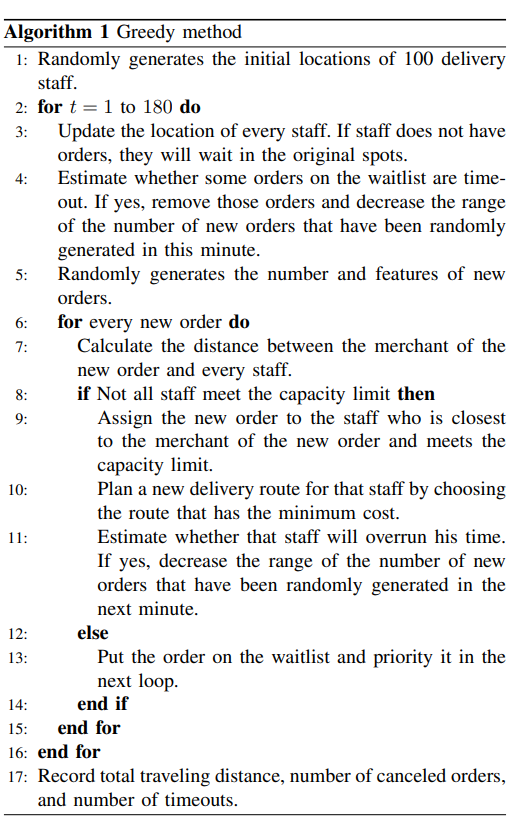 Algorithm 1 Greedy method
1: Randomly generates the initial locations of 100 delivery
staff.
2: for t = 1 to 180 do
3: Update the location of every staff. If staff does not have
orders, they will wait in the original spots.
4: Estimate whether some orders on the waitlist are time-
out. If yes, remove those orders and decrease the range
of the number of new orders that have been randomly
generated in this minute.
5: Randomly generates the number and features of new
orders.
6: for every new order do
7: Calculate the distance between the merchant of the
new order and every staff.
8: if Not all staff meet the capacity limit then
9: Assign the new order to the staff who is closest
to the merchant of the new order and meets the
capacity limit.
10: Plan a new delivery route for that staff by choosing
the route that has the minimum cost.
11: Estimate whether that staff will overrun his time.
If yes, decrease the range of the number of new
orders that have been randomly generated in the
next minute.
12: else
13: Put the order on the waitlist and priority it in the
next loop.
14: end if
15: end for
16: end for
17: Record total traveling distance, number of canceled orders,
and number of timeouts.